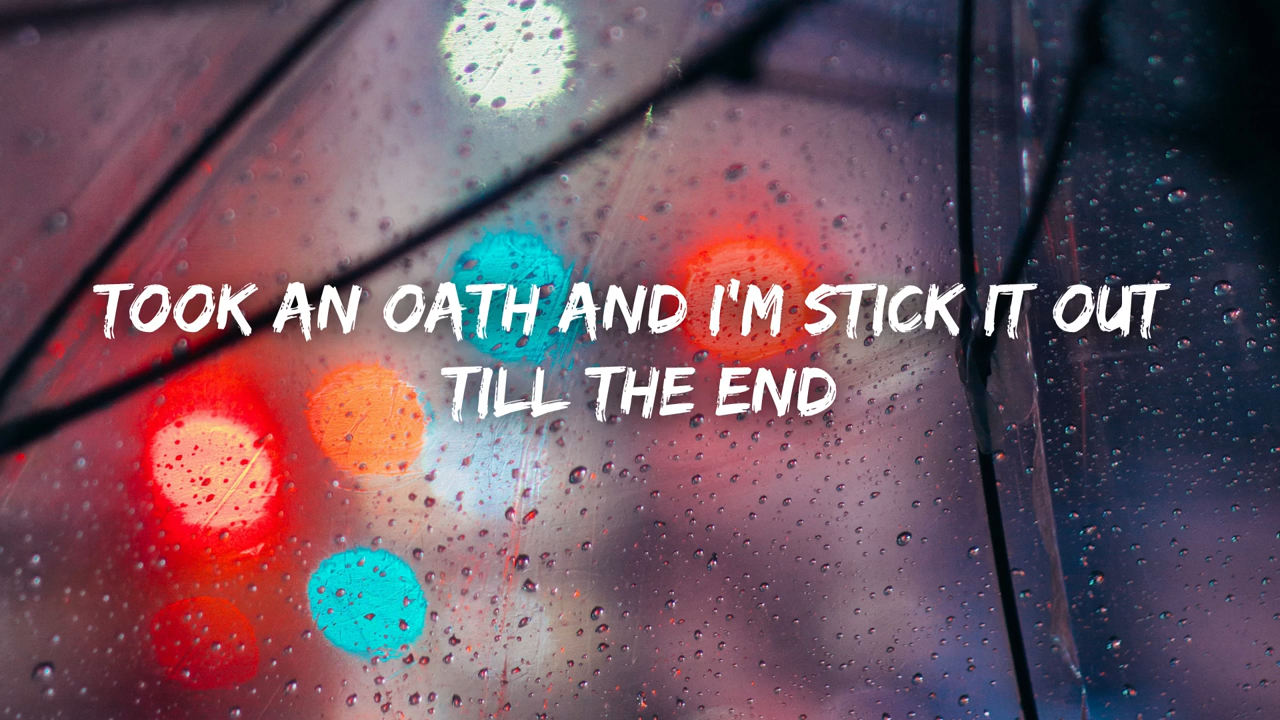 TOOK AN OATH AND I'M STICK IT OUT
TILL THE END